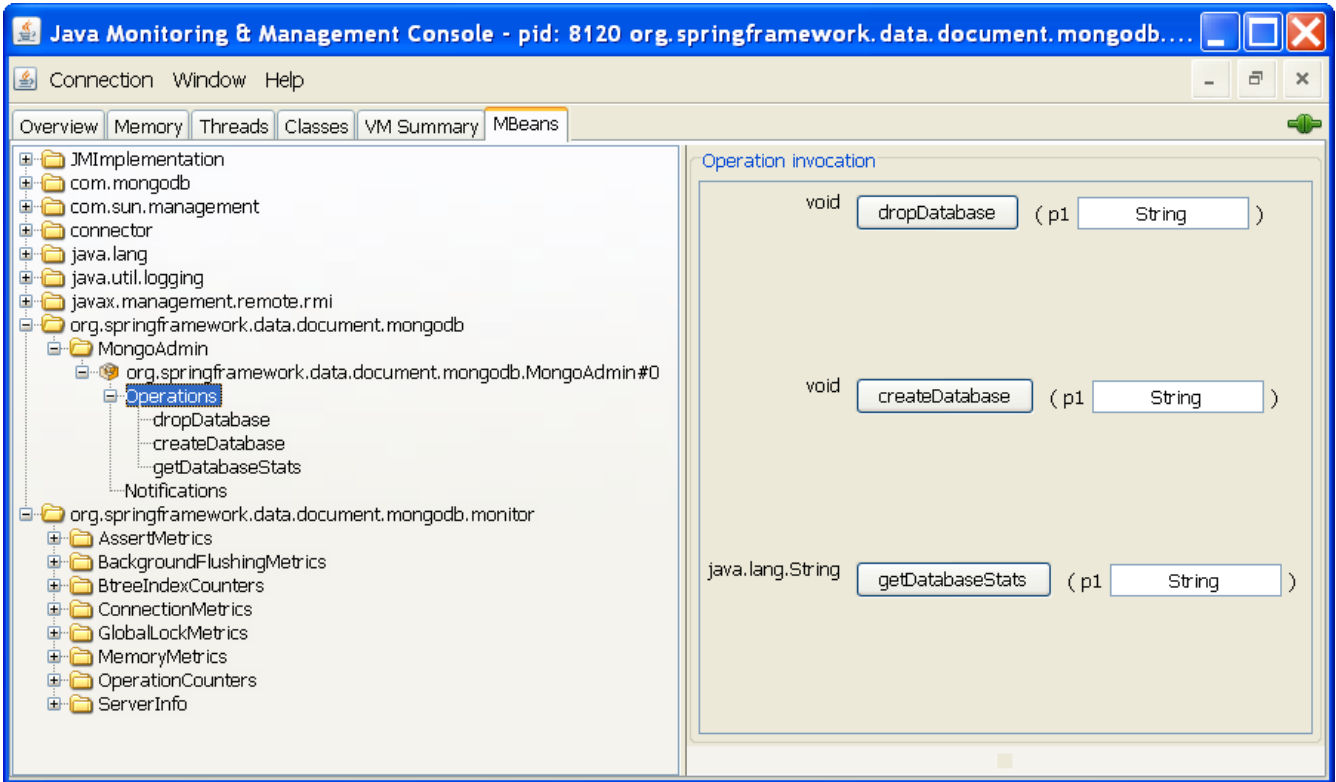 Java Monitoring & Management Console - pid: 8120 org.springframework.data.document.mongodb....
Connection Window Help
Overview Memory Threads Classes VM Summary MBeans
JMImplementation
com.mongodb
com.sun.management
connector
java.lang
java.util.logging
javax.management.remote.rmi
org.springframework.data.document.mongodb
MongoAdmin
org.springframework.data.document.mongodb.MongoAdmin#0
Operations
dropDatabase
createDatabase
getDatabaseStats
Notifications
org.springframework.data.document.mongodb.monitor
AssertMetrics
BackgroundFlushingMetrics
BtreeIndexCounters
ConnectionMetrics
GlobalLockMetrics
MemoryMetrics
OperationCounters
ServerInfo
Operation invocation
void dropDatabase ( p1 String )
void createDatabase ( p1 String )
java.lang.String getDatabaseStats ( p1 String )